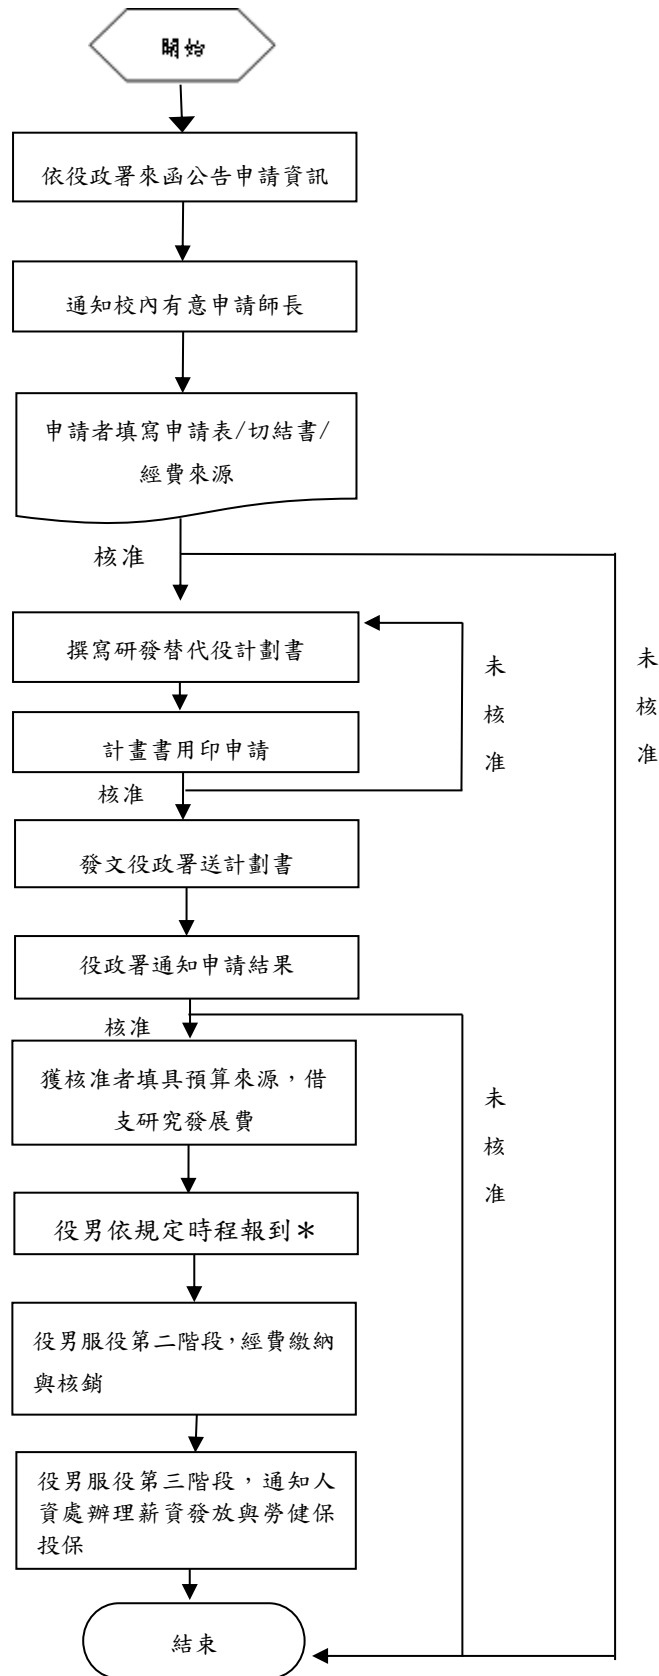 開始
依役政署來函公告申請資訊
通知校內有意申請師長
申請者填寫申請表/切結書/
經費來源
核准
撰寫研發替代役計劃書
未
核
准
未
核
准
計畫書用印申請
核准
發文役政署送計劃書
役政署通知申請結果
核准
獲核准者填具預算來源，借
支研究發展費
未
核
准
役男依規定時程報到＊
役男服役第二階段，經費繳納
與核銷
役男服役第三階段，通知人
資處辦理薪資發放與勞健保
投保
結束